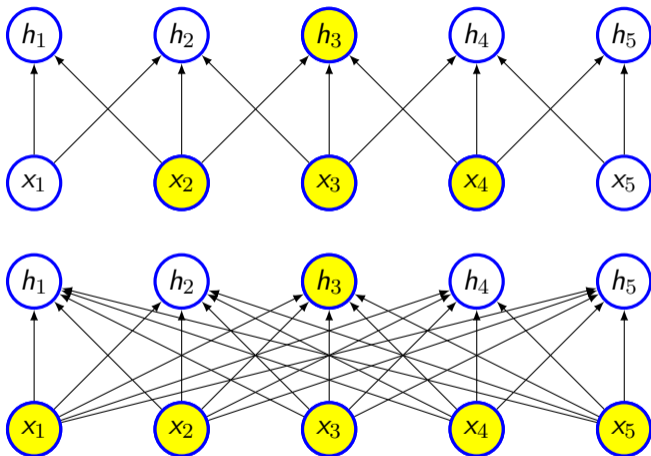 h₁ h₂ h₃ h₄ h₅
x₁ x₂ x₃ x₄ x₅
h₁ h₂ h₃ h₄ h₅
x₁ x₂ x₃ x₄ x₅